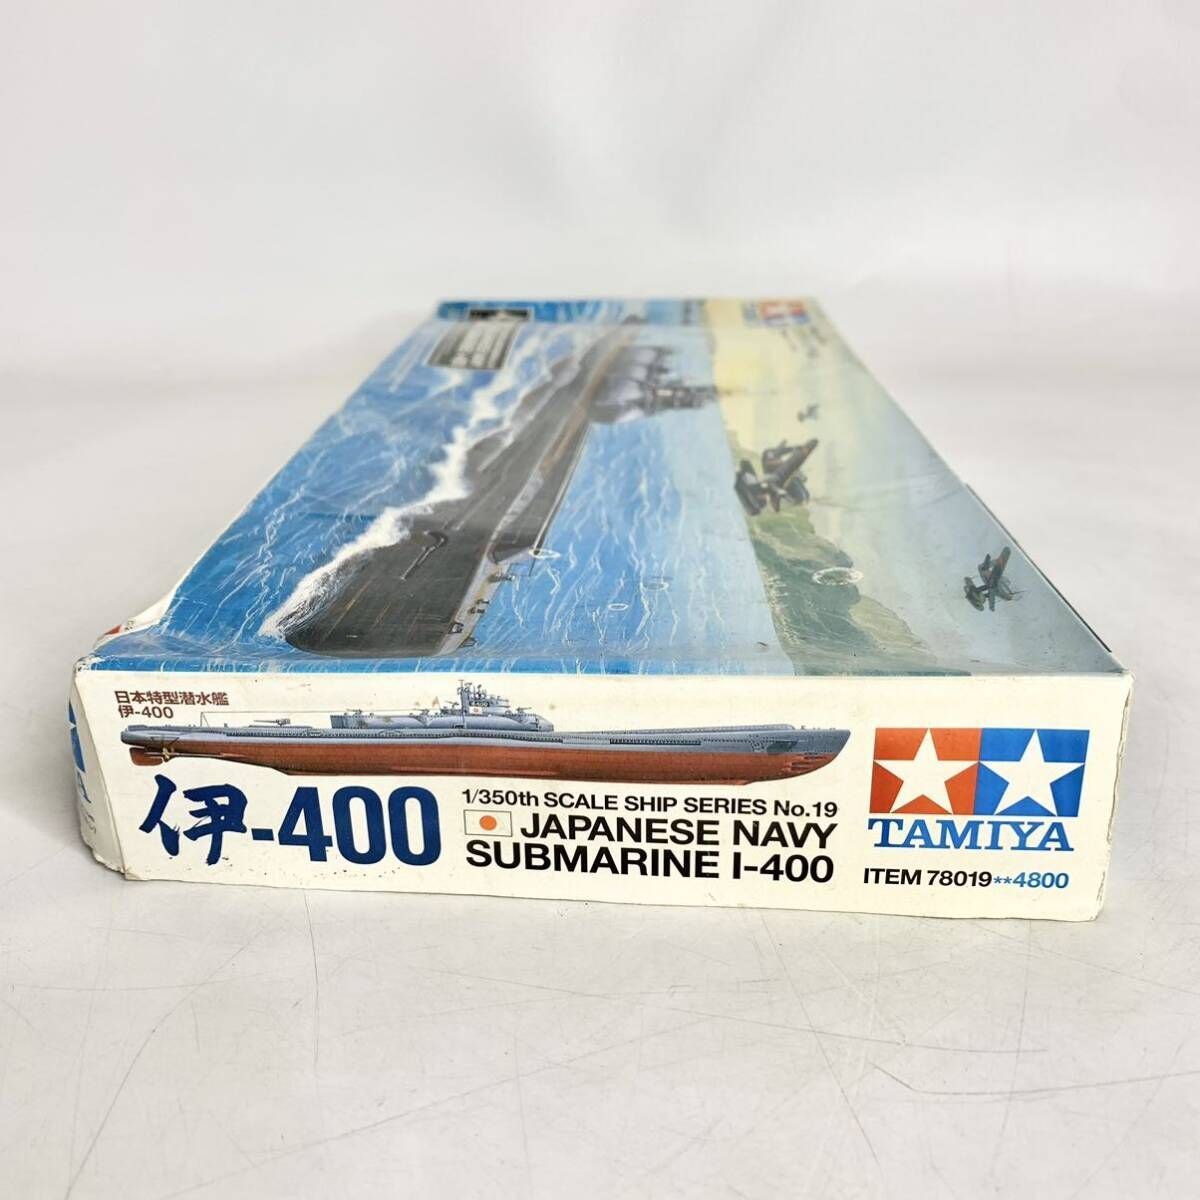 日本特型潜水艦
伊-400
伊-400
1/350th SCALE SHIP SERIES No.19
JAPANESE NAVY
SUBMARINE I-400
TAMIYA
ITEM 78019**4800